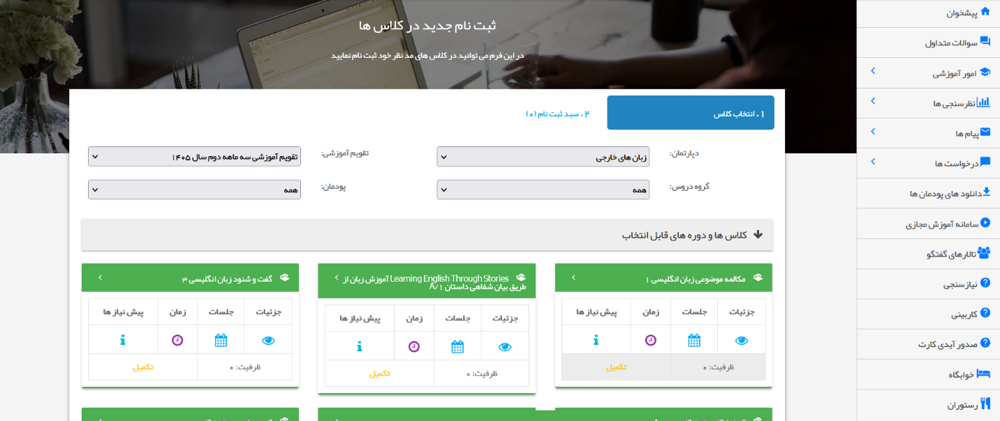 پیشخوان
سوالات متداول
امور آموزشی
نظرسنجی ها
پیام ها
درخواست ها
دانلود های پودمان ها
سامانه آموزش مجازی
تالارهای گفتگو
نیازسنجی
کاربینی
صدور آیدی کارت
خوابگاه
رستوران
ثبت نام جدید در کلاس ها
در این فرم می توانید در کلاس های مد نظر خود ثبت نام نمایید
۱. انتخاب کلاس
۲. سبد ثبت نام (۰)
دپارتمان: زبان های خارجی
تقویم آموزشی: تقویم آموزشی سه ماهه دوم سال ۱۴۰۵
گروه دروس: همه
پودمان: همه
کلاس ها و دوره های قابل انتخاب
مکالمه موضوعی زبان انگلیسی ۱
جزئیات جلسات زمان پیش نیاز ها
ظرفیت: ۰ تکمیل
Learning English Through Stories آموزش زبان از
طریق بیان شفاهی داستان A/۱
جزئیات جلسات زمان پیش نیاز ها
ظرفیت: ۰ تکمیل
گفت و شنود زبان انگلیسی ۳
جزئیات جلسات زمان پیش نیاز ها
ظرفیت: ۰ تکمیل